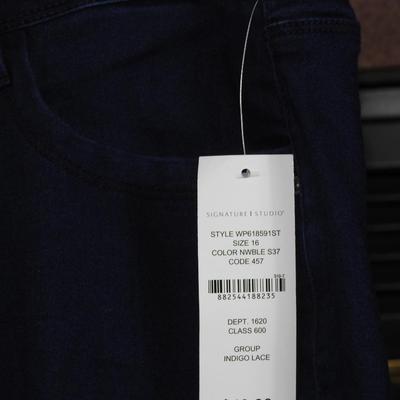 SIGNATURE | STUDIO®
STYLE WP618591ST
SIZE 16
COLOR NWBLE S37
CODE 457
882544188235
DEPT. 1620
CLASS 600
GROUP
INDIGO LACE